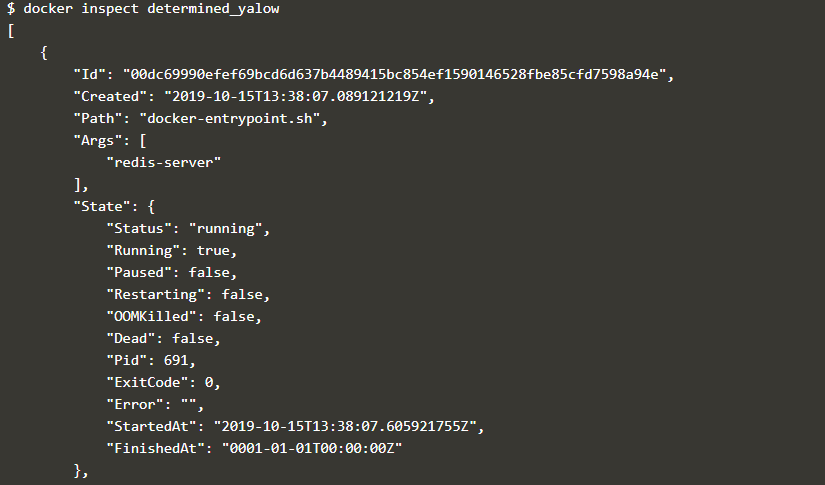 $ docker inspect determined_yalow
[
    {
        "Id": "00dc69990efef69bcd6d637b4489415bc854ef1590146528fbe85cfd7598a94e",
        "Created": "2019-10-15T13:38:07.089121219Z",
        "Path": "docker-entrypoint.sh",
        "Args": [
            "redis-server"
        ],
        "State": {
            "Status": "running",
            "Running": true,
            "Paused": false,
            "Restarting": false,
            "OOMKilled": false,
            "Dead": false,
            "Pid": 691,
            "ExitCode": 0,
            "Error": "",
            "StartedAt": "2019-10-15T13:38:07.605921755Z",
            "FinishedAt": "0001-01-01T00:00:00Z"
        },